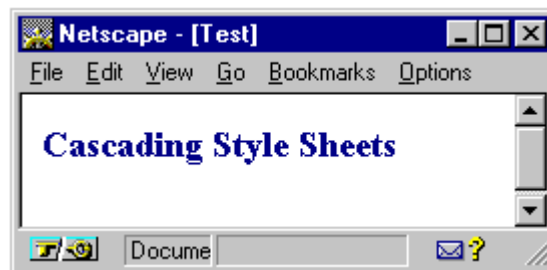 Netscape - [Test]
File Edit View Go Bookmarks Options
Cascading Style Sheets
Docume
?